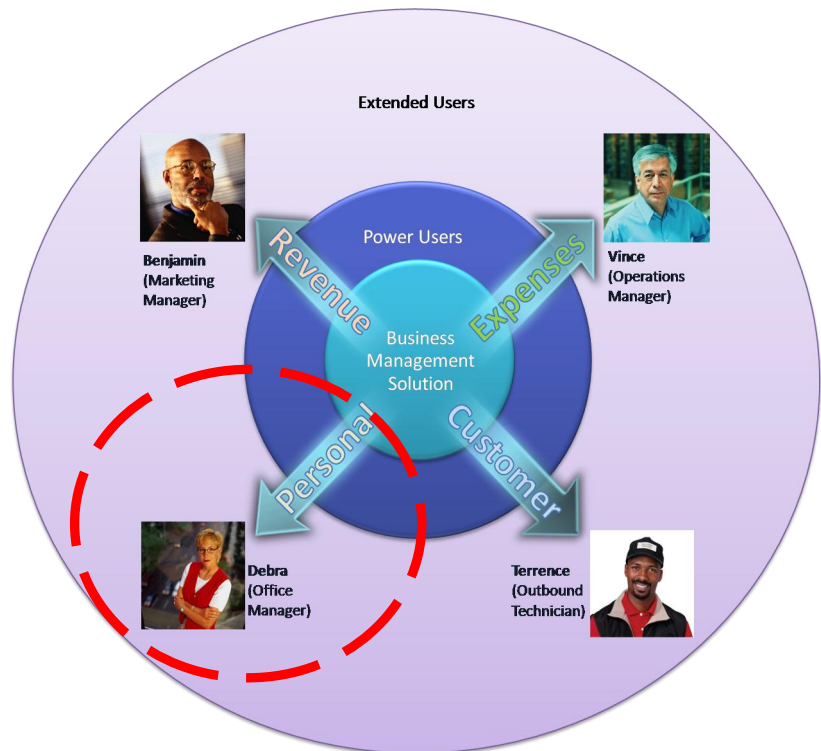 Extended Users
Benjamin
(Marketing
Manager)
Revenue
Power Users
Expenses
Vince
(Operations
Manager)
Business
Management
Solution
Personal
Customer
Debra
(Office
Manager)
Terrence
(Outbound
Technician)